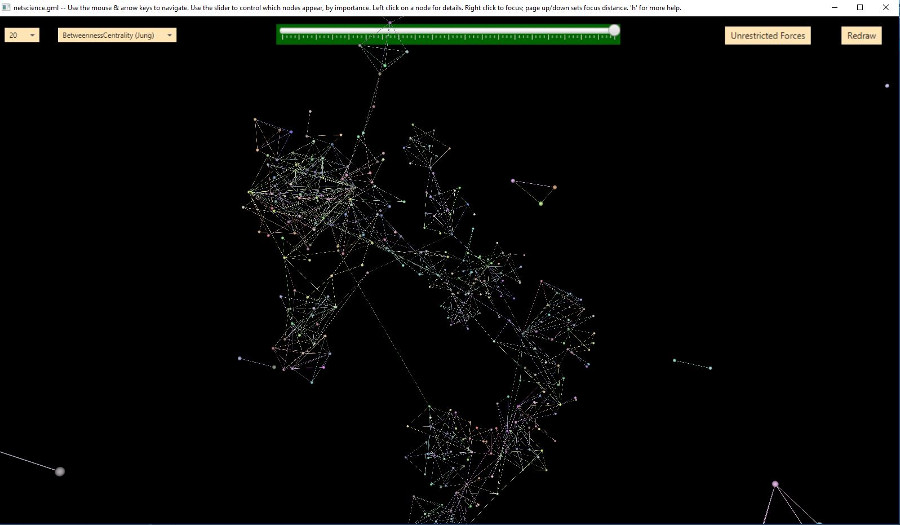 netscience.gml -- Use the mouse & arrow keys to navigate. Use the slider to control which nodes appear, by importance. Left click on a node for details. Right click to focus; page up/down sets focus distance. 'h' for more help.
20
BetweennessCentrality (Jung)
Unrestricted Forces
Redraw